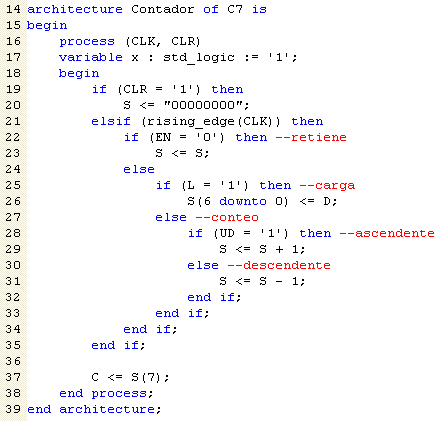 14 architecture Contador of C7 is
15 begin
16     process (CLK, CLR)
17     variable x : std_logic := '1';
18     begin
19         if (CLR = '1') then
20             S <= "00000000";
21         elsif (rising_edge(CLK)) then
22             if (EN = '0') then --retiene
23                 S <= S;
24             else
25                 if (L = '1') then --carga
26                     S(6 downto 0) <= D;
27                 else --conteo
28                     if (UD = '1') then --ascendente
29                         S <= S + 1;
30                     else --descendente
31                         S <= S - 1;
32                     end if;
33                 end if;
34             end if;
35         end if;
36
37         C <= S(7);
38     end process;
39 end architecture;